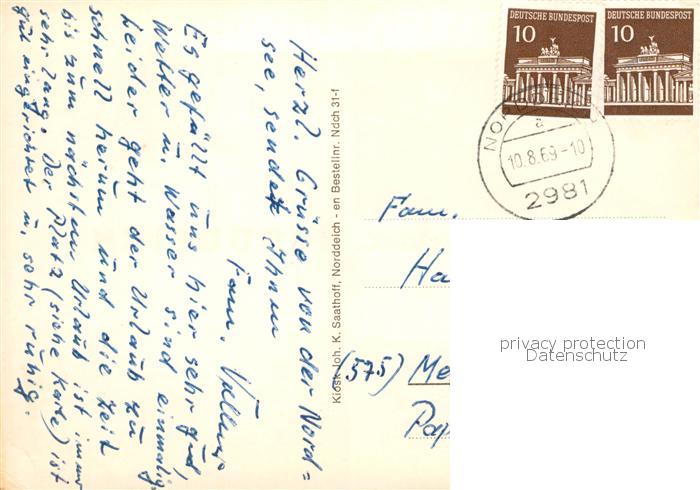 Herzl. Grüsse von der Nord=
see, sendet Ihnen
Fam.
Es gefällt uns hier sehr gut,
Wetter u. Wasser sind einmalig.
Leider geht der Urlaub zu
schnell herum und die Zeit
bis zum nächsten Urlaub ist immer
sehr lang. Der Platz (siehe Karte) ist
gut eingerichtet u. sehr ruhig.
Kiosk Joh. K. Saathoff, Norddeich - en Bestellnr. Ndch 31-f
DEUTSCHE BUNDESPOST
10
DEUTSCHE BUNDESPOST
10
a
10.8.69-10
2981
Fam.
Ha
(575) Me
privacy protection
Datenschutz